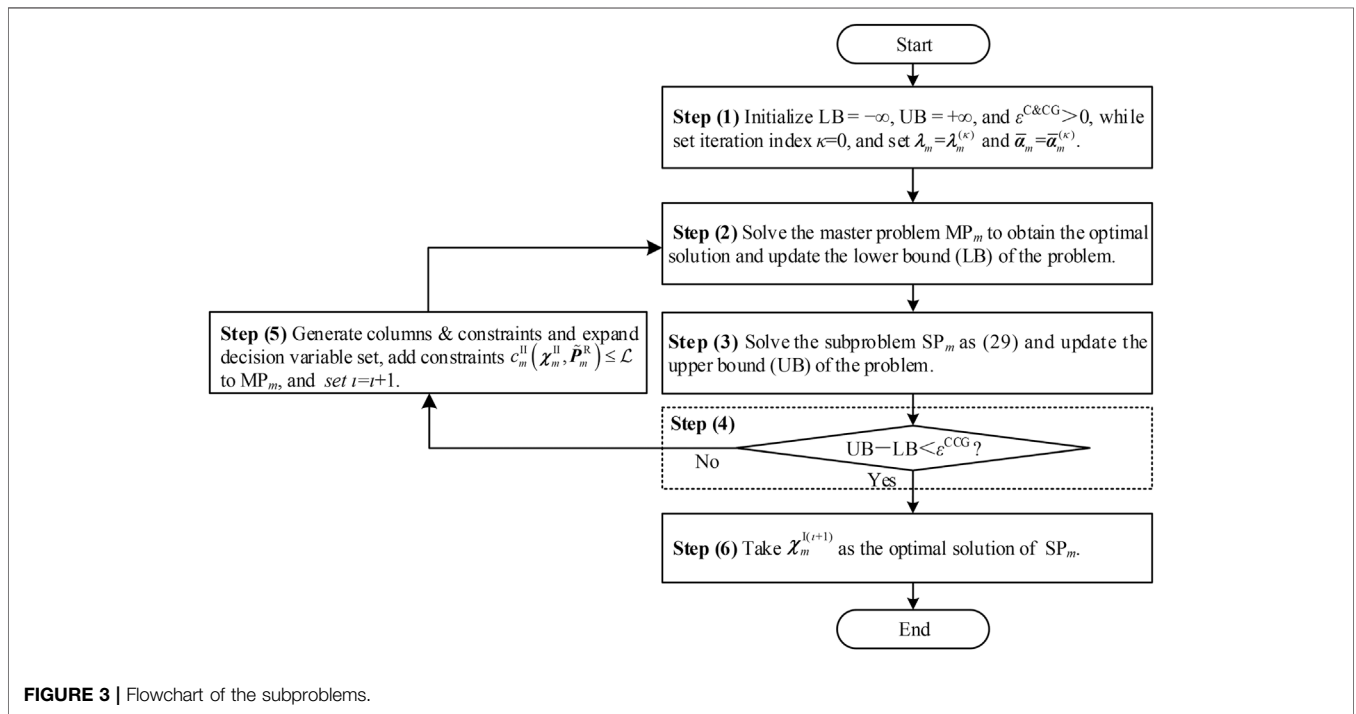 Start
Step (1) Initialize LB = −∞, UB = +∞, and ε^{C&CG}>0, while
set iteration index κ=0, and set λ_m=λ_m^{(κ)} and ᾱ_m=ᾱ_m^{(κ)}.
Step (2) Solve the master problem MP_m to obtain the optimal
solution and update the lower bound (LB) of the problem.
Step (3) Solve the subproblem SP_m as (29) and update the
upper bound (UB) of the problem.
Step (4)
UB−LB<ε^{CCG}?
No
Yes
Step (5) Generate columns & constraints and expand
decision variable set, add constraints c_m^{II}(χ_m^{II}, P̃_m^R) ≤ ℒ
to MP_m, and set ι=ι+1.
Step (6) Take χ_m^{I(ι+1)} as the optimal solution of SP_m.
End
FIGURE 3 | Flowchart of the subproblems.